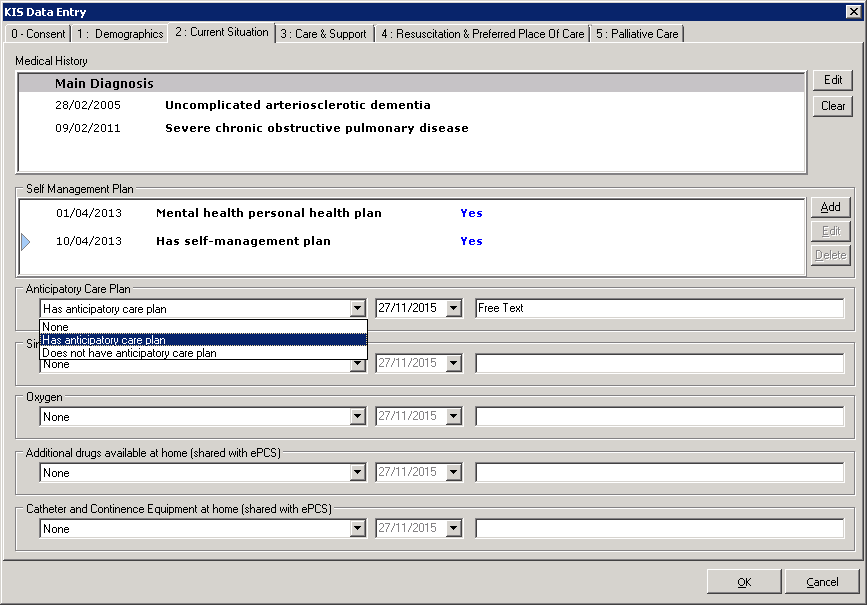 KIS Data Entry
0 - Consent 1 : Demographics 2 : Current Situation 3 : Care & Support 4 : Resuscitation & Preferred Place Of Care 5 : Palliative Care
Medical History
Main Diagnosis
28/02/2005 Uncomplicated arteriosclerotic dementia
09/02/2011 Severe chronic obstructive pulmonary disease
Edit
Clear
Self Management Plan
01/04/2013 Mental health personal health plan Yes
10/04/2013 Has self-management plan Yes
Add
Edit
Delete
Anticipatory Care Plan
Has anticipatory care plan 27/11/2015 Free Text
None
Has anticipatory care plan
Does not have anticipatory care plan
None 27/11/2015
Oxygen
None 27/11/2015
Additional drugs available at home (shared with ePCS)
None 27/11/2015
Catheter and Continence Equipment at home (shared with ePCS)
None 27/11/2015
OK Cancel